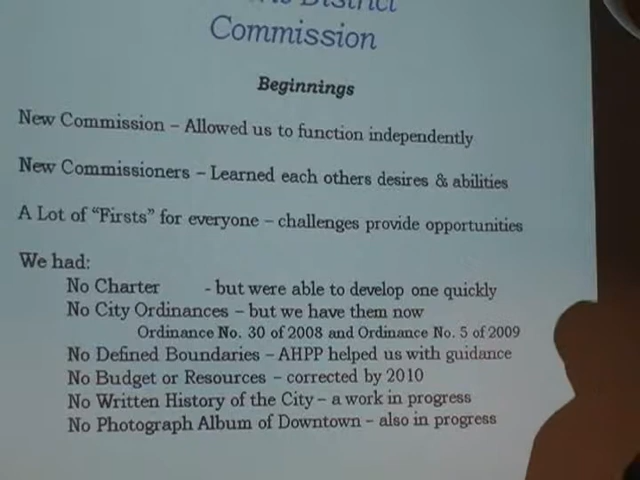 District
Commission
Beginnings
New Commission – Allowed us to function independently
New Commissioners – Learned each others desires & abilities
A Lot of “Firsts” for everyone – challenges provide opportunities
We had:
No Charter - but were able to develop one quickly
No City Ordinances – but we have them now
Ordinance No. 30 of 2008 and Ordinance No. 5 of 2009
No Defined Boundaries – AHPP helped us with guidance
No Budget or Resources – corrected by 2010
No Written History of the City – a work in progress
No Photograph Album of Downtown – also in progress